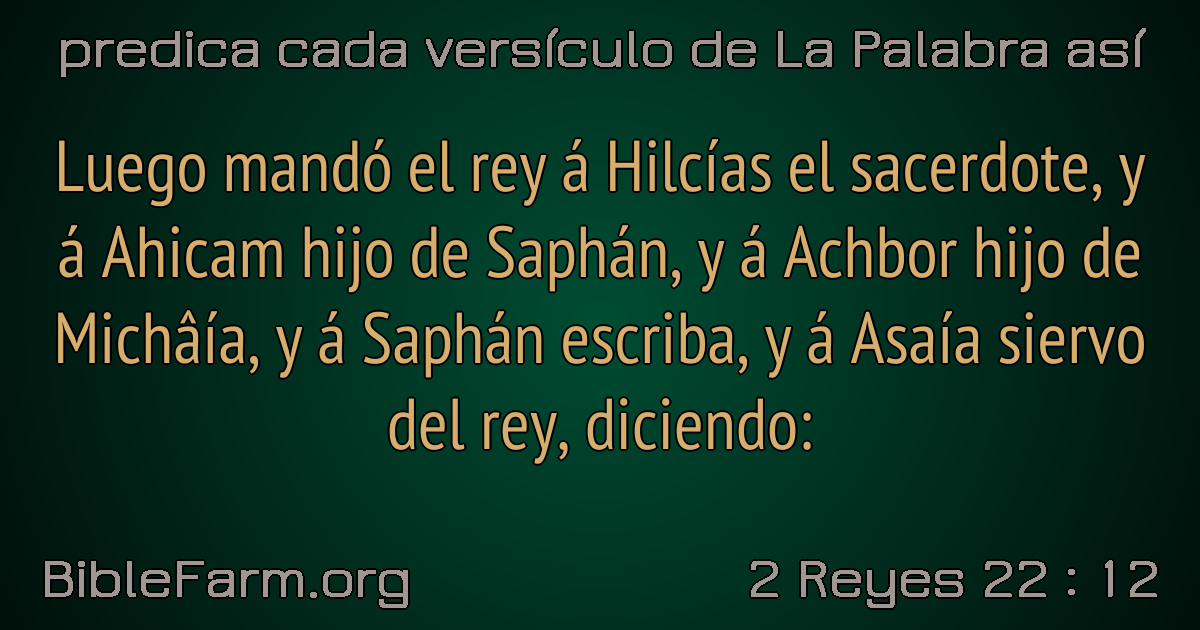 predica cada versículo de La Palabra así
Luego mandó el rey á Hilcías el sacerdote, y
á Ahicam hijo de Saphán, y á Achbor hijo de
Michâía, y á Saphán escriba, y á Asaía siervo
del rey, diciendo:
BibleFarm.org
2 Reyes 22 : 12